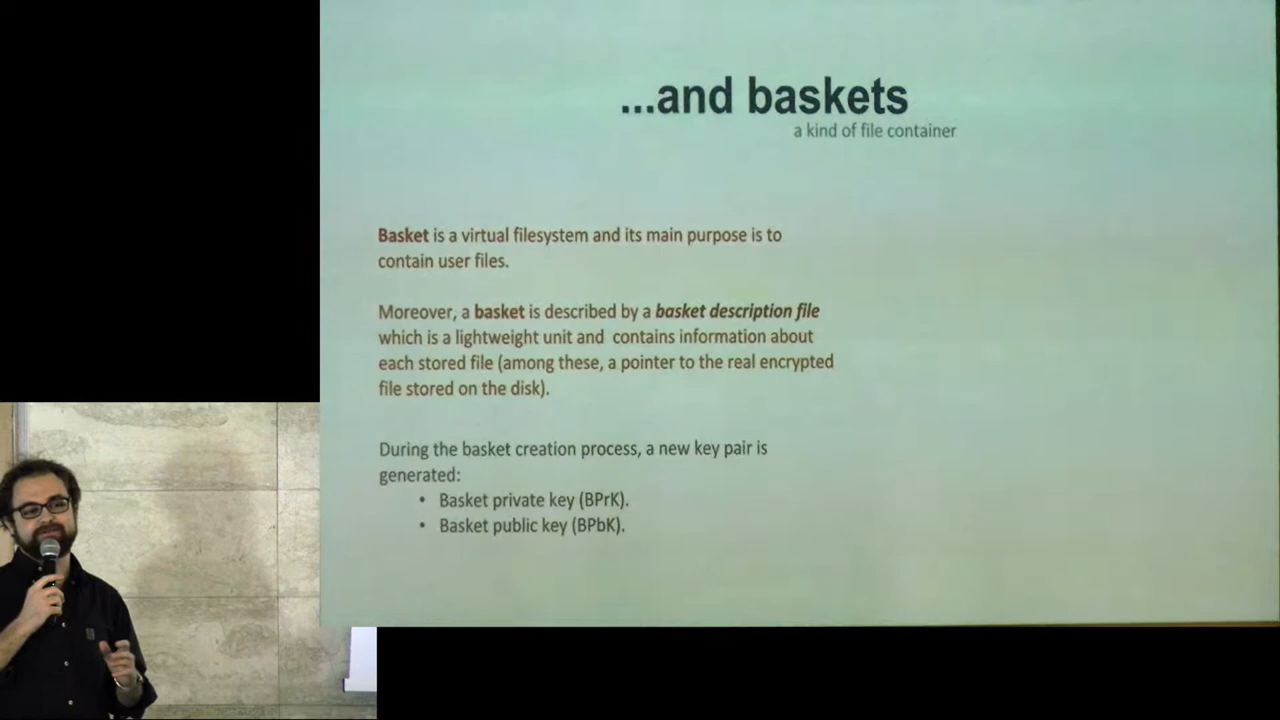 ...and baskets
a kind of file container
Basket is a virtual filesystem and its main purpose is to
contain user files.
Moreover, a basket is described by a basket description file
which is a lightweight unit and contains information about
each stored file (among these, a pointer to the real encrypted
file stored on the disk).
During the basket creation process, a new key pair is
generated:
• Basket private key (BPrK).
• Basket public key (BPbK).